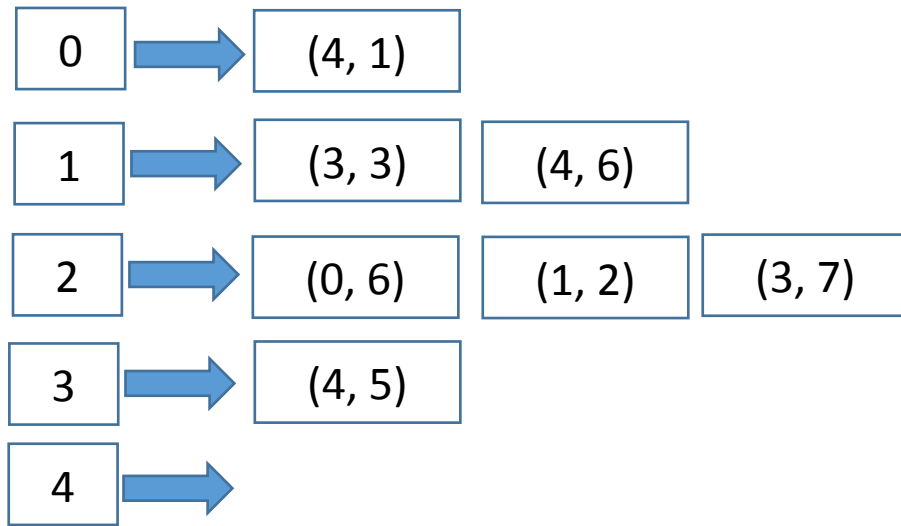 0 (4, 1)
1 (3, 3) (4, 6)
2 (0, 6) (1, 2) (3, 7)
3 (4, 5)
4